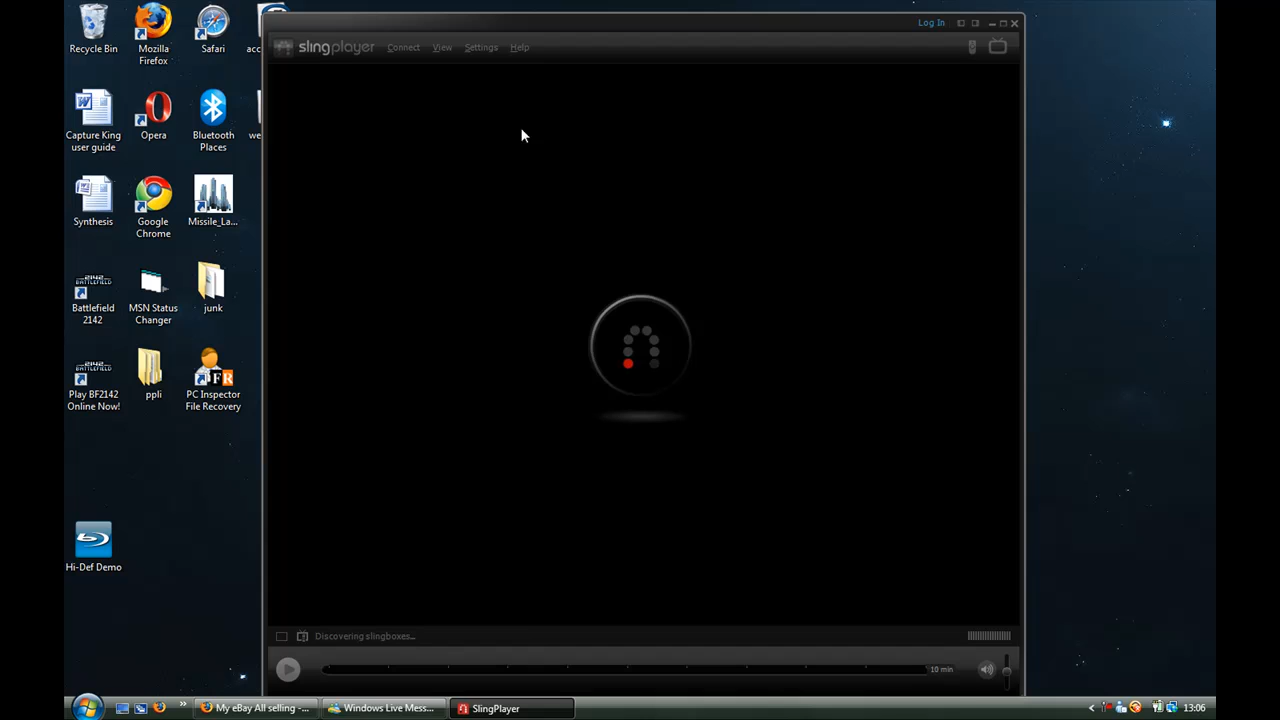 Log In
slingplayer Connect View Settings Help
Recycle Bin
Mozilla
Firefox
Safari
acc
Capture King
user guide
Opera
Bluetooth
Places
we
Synthesis
Google
Chrome
Missile_La...
Battlefield
2142
MSN Status
Changer
junk
Play BF2142
Online Now!
ppli
PC Inspector
File Recovery
FR
Hi-Def Demo
Discovering slingboxes...
10 min
My eBay All selling -...
Windows Live Mess...
SlingPlayer
13:06